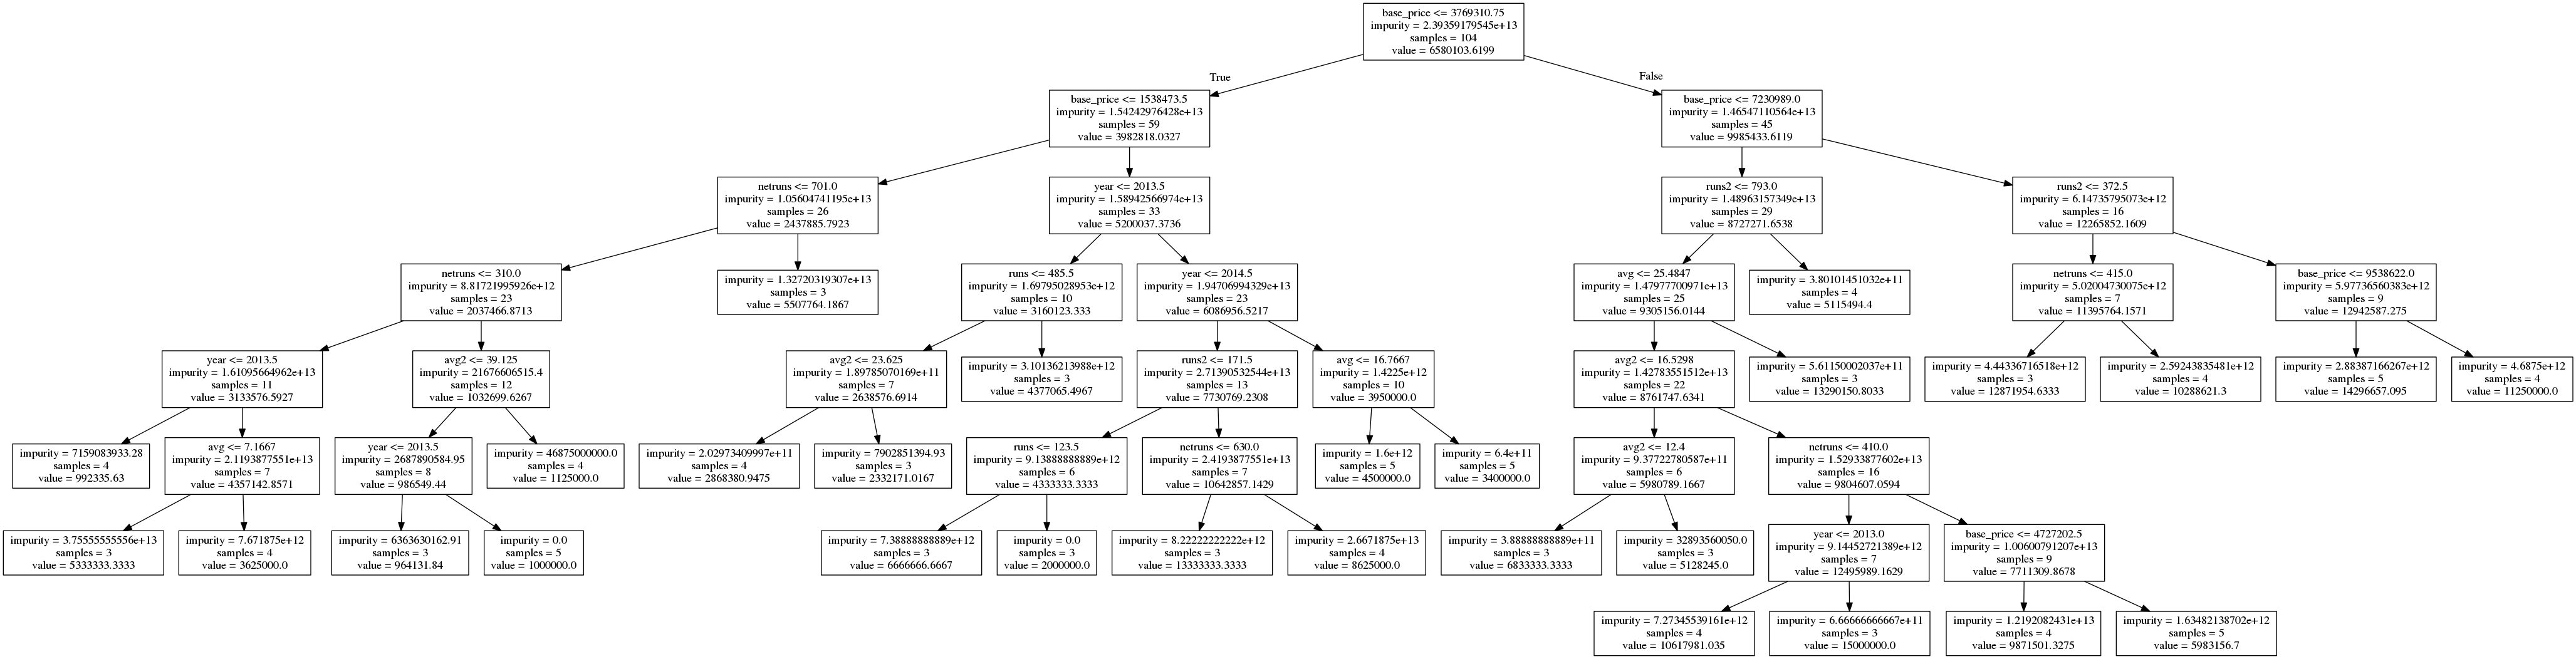 base_price <= 3769310.75
impurity = 2.39359179545e+13
samples = 104
value = 6580103.6199
True
False
base_price <= 1538473.5
impurity = 1.54242976428e+13
samples = 59
value = 3982818.0327
base_price <= 7230989.0
impurity = 1.46547110564e+13
samples = 45
value = 9985433.6119
netruns <= 701.0
impurity = 1.05604741195e+13
samples = 26
value = 2437885.7923
year <= 2013.5
impurity = 1.58942566974e+13
samples = 33
value = 5200037.3736
runs2 <= 793.0
impurity = 1.48963157349e+13
samples = 29
value = 8727271.6538
runs2 <= 372.5
impurity = 6.14735795073e+12
samples = 16
value = 12265852.1609
netruns <= 310.0
impurity = 8.81721995926e+12
samples = 23
value = 2037466.8713
impurity = 1.32720319307e+13
samples = 3
value = 5507764.1867
runs <= 485.5
impurity = 1.69795028953e+12
samples = 10
value = 3160123.333
year <= 2014.5
impurity = 1.94706994329e+13
samples = 23
value = 6086956.5217
avg <= 25.4847
impurity = 1.47977700971e+13
samples = 25
value = 9305156.0144
impurity = 3.80101451032e+11
samples = 4
value = 5115494.4
netruns <= 415.0
impurity = 5.02004730075e+12
samples = 7
value = 11395764.1571
base_price <= 9538622.0
impurity = 5.97736560383e+12
samples = 9
value = 12942587.275
year <= 2013.5
impurity = 1.61095664962e+13
samples = 11
value = 3133576.5927
avg2 <= 39.125
impurity = 21676606515.4
samples = 12
value = 1032699.6267
avg2 <= 23.625
impurity = 1.89785070169e+11
samples = 7
value = 2638576.6914
impurity = 3.10136213988e+12
samples = 3
value = 4377065.4967
runs2 <= 171.5
impurity = 2.71390532544e+13
samples = 13
value = 7730769.2308
avg <= 16.7667
impurity = 1.4225e+12
samples = 10
value = 3950000.0
avg2 <= 16.5298
impurity = 1.42783551512e+13
samples = 22
value = 8761747.6341
impurity = 5.61150002037e+11
samples = 3
value = 13290150.8033
impurity = 4.44336716518e+12
samples = 3
value = 12871954.6333
impurity = 2.59243835481e+12
samples = 4
value = 10288621.3
impurity = 2.88387166267e+12
samples = 5
value = 14296657.095
impurity = 4.6875e+12
samples = 4
value = 11250000.0
impurity = 7159083933.28
samples = 4
value = 992335.63
avg <= 7.1667
impurity = 2.1193877551e+13
samples = 7
value = 4357142.8571
year <= 2013.5
impurity = 2687890584.95
samples = 8
value = 986549.44
impurity = 46875000000.0
samples = 4
value = 1125000.0
impurity = 2.02973409997e+11
samples = 4
value = 2868380.9475
impurity = 7902851394.93
samples = 3
value = 2332171.0167
runs <= 123.5
impurity = 9.13888888889e+12
samples = 6
value = 4333333.3333
netruns <= 630.0
impurity = 2.4193877551e+13
samples = 7
value = 10642857.1429
impurity = 1.6e+12
samples = 5
value = 4500000.0
impurity = 6.4e+11
samples = 5
value = 3400000.0
avg2 <= 12.4
impurity = 9.37722780587e+11
samples = 6
value = 5980789.1667
netruns <= 410.0
impurity = 1.52933877602e+13
samples = 16
value = 9804607.0594
impurity = 3.75555555556e+13
samples = 3
value = 5333333.3333
impurity = 7.671875e+12
samples = 4
value = 3625000.0
impurity = 6363630162.91
samples = 3
value = 964131.84
impurity = 0.0
samples = 5
value = 1000000.0
impurity = 7.38888888889e+12
samples = 3
value = 6666666.6667
impurity = 0.0
samples = 3
value = 2000000.0
impurity = 8.22222222222e+12
samples = 3
value = 13333333.3333
impurity = 2.6671875e+13
samples = 4
value = 8625000.0
impurity = 3.88888888889e+11
samples = 3
value = 6833333.3333
impurity = 32893560050.0
samples = 3
value = 5128245.0
year <= 2013.0
impurity = 9.14452721389e+12
samples = 7
value = 12495989.1629
base_price <= 4727202.5
impurity = 1.00600791207e+13
samples = 9
value = 7711309.8678
impurity = 7.27345539161e+12
samples = 4
value = 10617981.035
impurity = 6.66666666667e+11
samples = 3
value = 15000000.0
impurity = 1.2192082431e+13
samples = 4
value = 9871501.3275
impurity = 1.63482138702e+12
samples = 5
value = 5983156.7